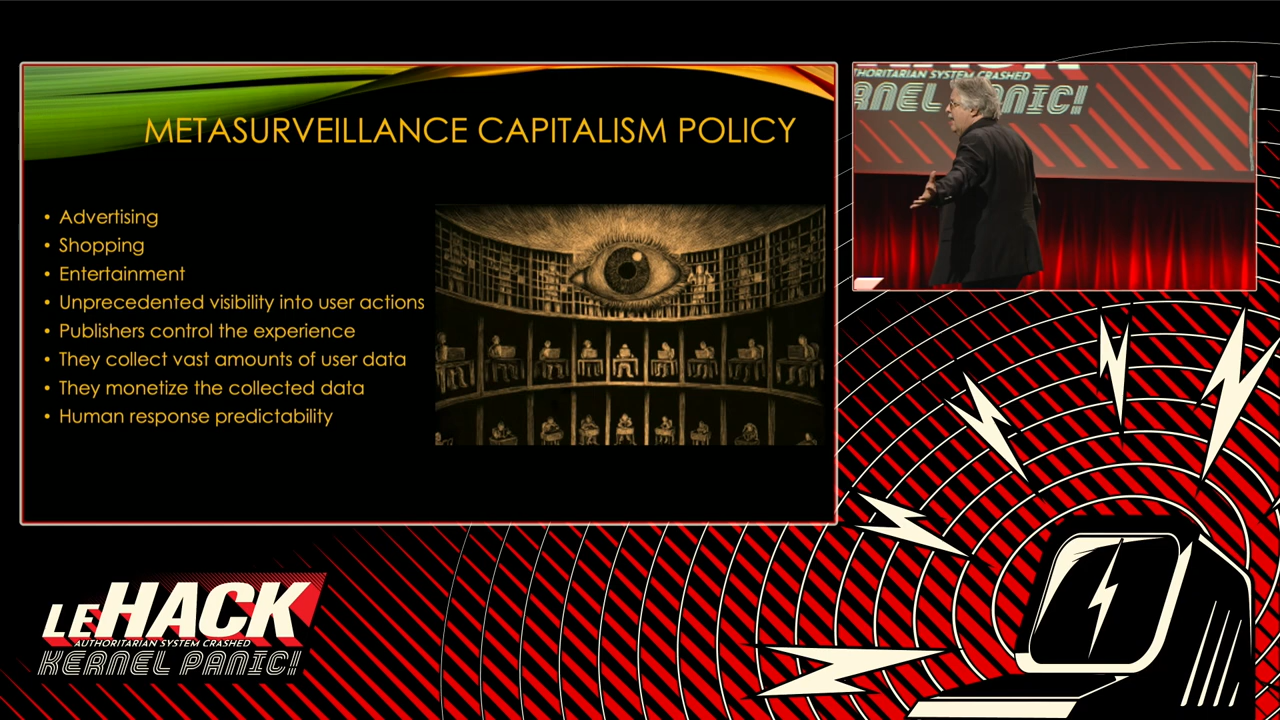 METASURVEILLANCE CAPITALISM POLICY
• Advertising
• Shopping
• Entertainment
• Unprecedented visibility into user actions
• Publishers control the experience
• They collect vast amounts of user data
• They monetize the collected data
• Human response predictability
THORITARIAN SYSTEM CRASHED
RNEL PANIC!
LEHACK
AUTHORITARIAN SYSTEM CRASHED
KERNEL PANIC!